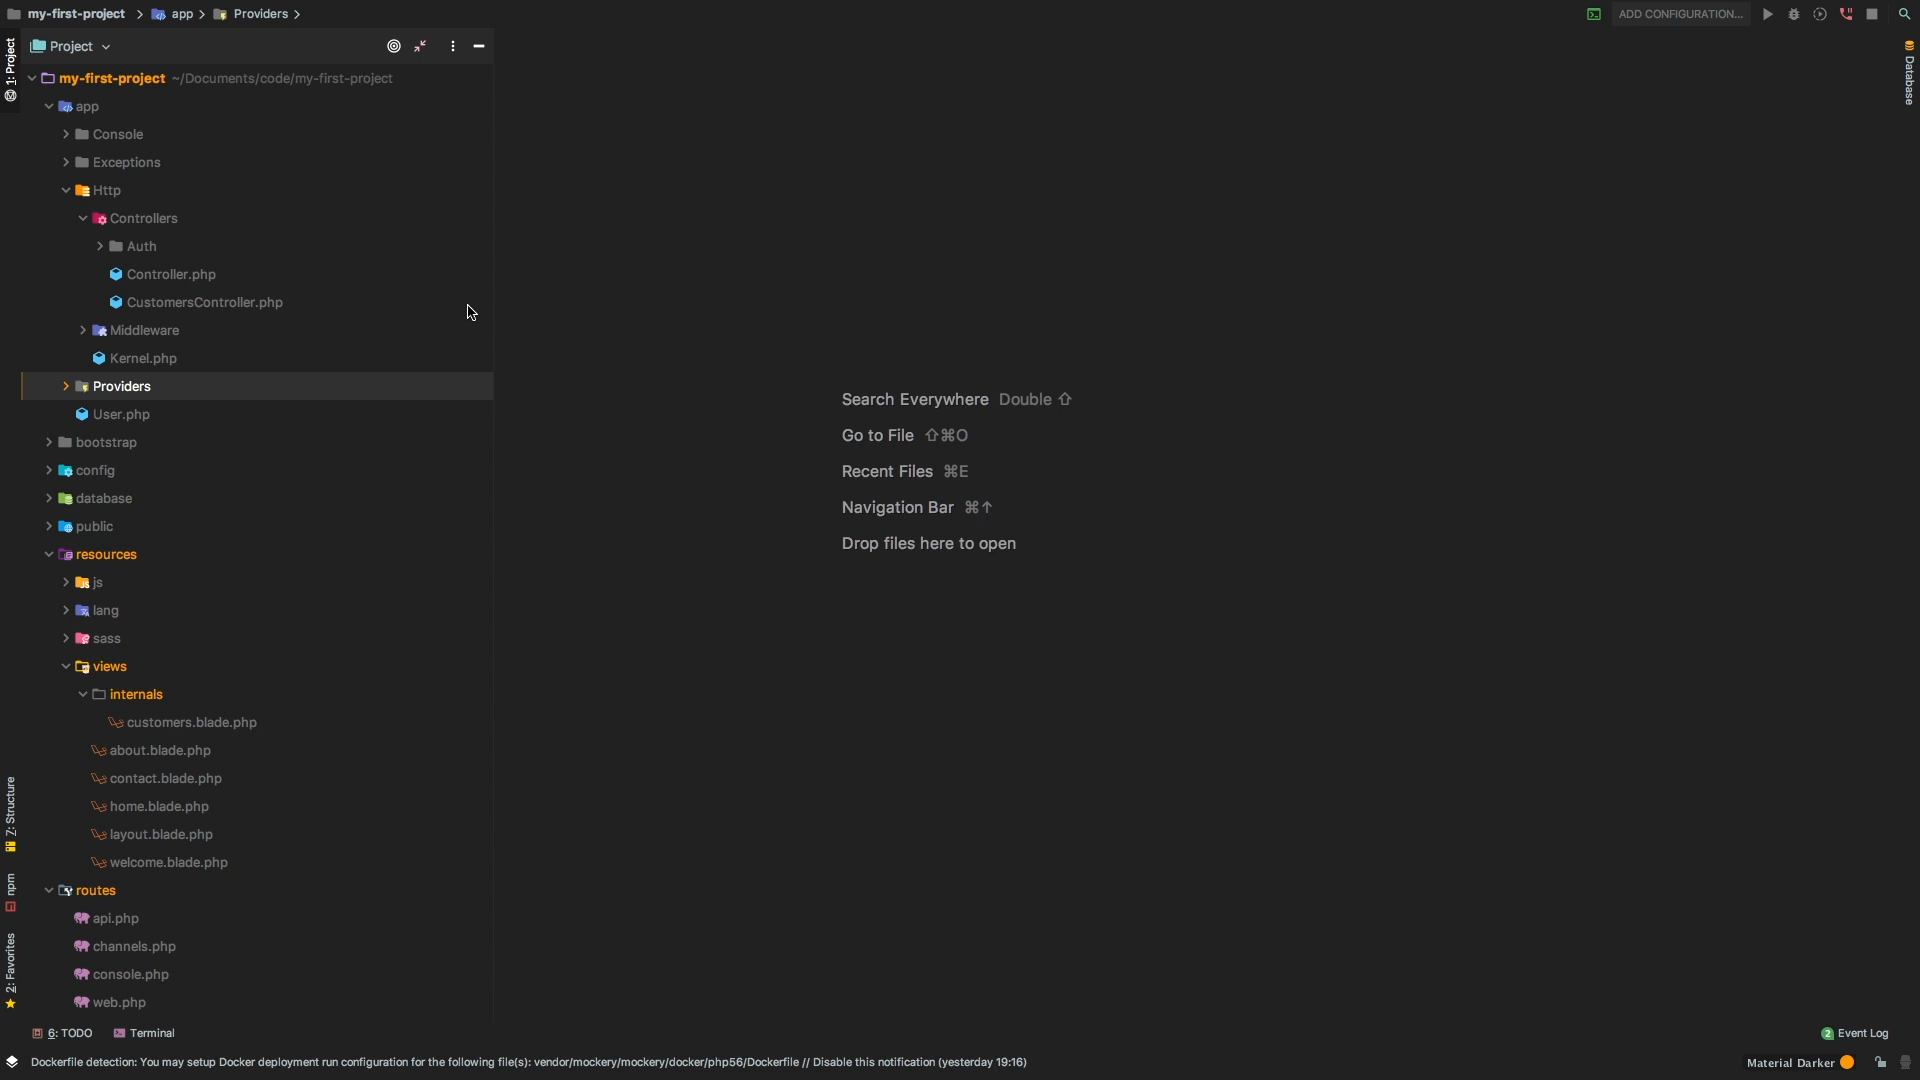 my-first-project app Providers
ADD CONFIGURATION...
1: Project
Project
Database
my-first-project ~/Documents/code/my-first-project
app
Console
Exceptions
Http
Controllers
Auth
Controller.php
CustomersController.php
Middleware
Kernel.php
Providers
User.php
bootstrap
config
database
public
resources
js
lang
sass
views
internals
customers.blade.php
about.blade.php
contact.blade.php
home.blade.php
layout.blade.php
welcome.blade.php
routes
api.php
channels.php
console.php
web.php
Search Everywhere Double ⇧
Go to File ⇧⌘O
Recent Files ⌘E
Navigation Bar ⌘↑
Drop files here to open
7: Structure
npm
2: Favorites
6: TODO
Terminal
2 Event Log
Dockerfile detection: You may setup Docker deployment run configuration for the following file(s): vendor/mockery/mockery/docker/php56/Dockerfile // Disable this notification (yesterday 19:16)
Material Darker